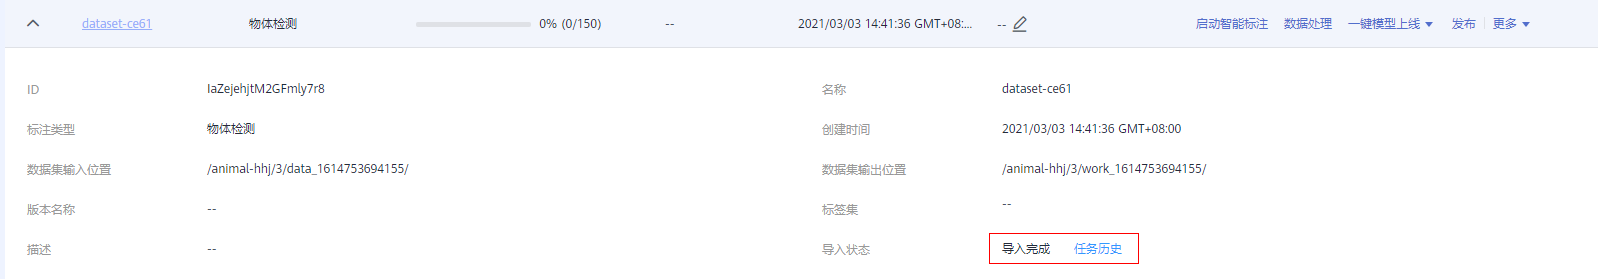 dataset-ce61 物体检测 0% (0/150) -- 2021/03/03 14:41:36 GMT+08:... -- 启动智能标注 数据处理 一键模型上线 发布 更多
ID IaZejehjtM2GFmly7r8 名称 dataset-ce61
标注类型 物体检测 创建时间 2021/03/03 14:41:36 GMT+08:00
数据集输入位置 /animal-hhj/3/data_1614753694155/ 数据集输出位置 /animal-hhj/3/work_1614753694155/
版本名称 -- 标签集 --
描述 -- 导入状态 导入完成 任务历史